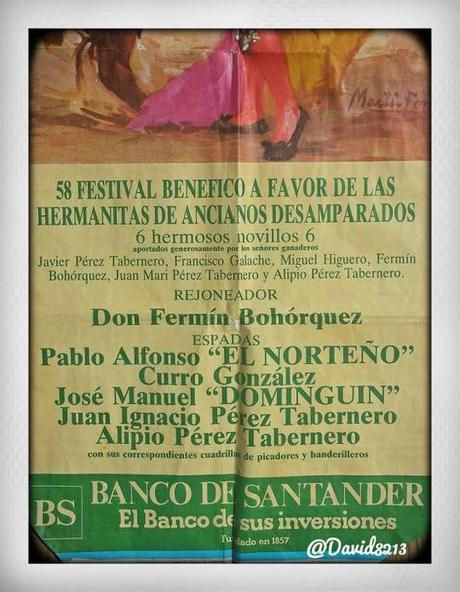 58 FESTIVAL BENEFICO A FAVOR DE LAS
HERMANITAS DE ANCIANOS DESAMPARADOS
6 hermosos novillos 6
aportados generosamente por los señores ganaderos
Javier Pérez Tabernero, Francisco Galache, Miguel Higuero, Fermín
Bohórquez, Juan Mari Pérez Tabernero y Alipio Pérez Tabernero.
REJONEADOR
Don Fermín Bohórquez
ESPADAS
Pablo Alfonso “EL NORTEÑO”
Curro González
José Manuel “DOMINGUIN”
Juan Ignacio Pérez Tabernero
Alipio Pérez Tabernero
con sus correspondientes cuadrillas de picadores y banderilleros
BS BANCO DE SANTANDER
El Banco de sus inversiones
Fundado en 1857
@David8213